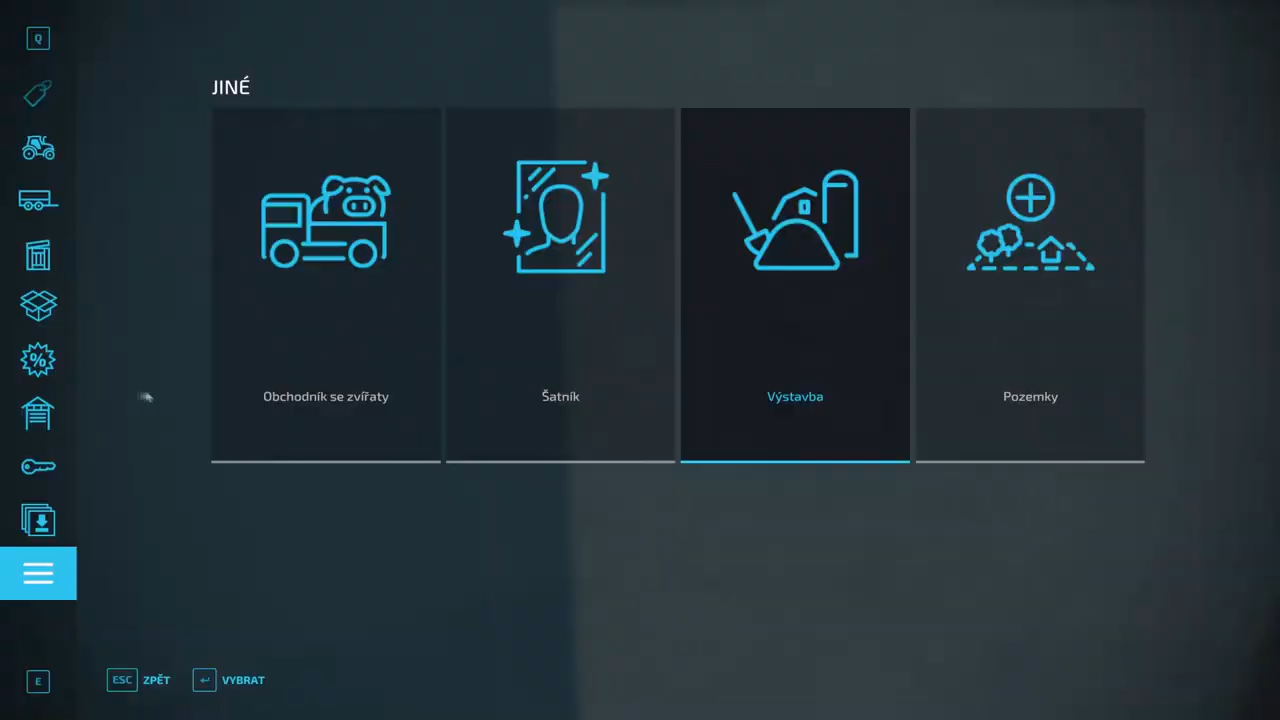 Q
JINÉ
%
Obchodník se zvířaty
Šatník
Výstavba
Pozemky
E
ESC ZPĚT
VYBRAT